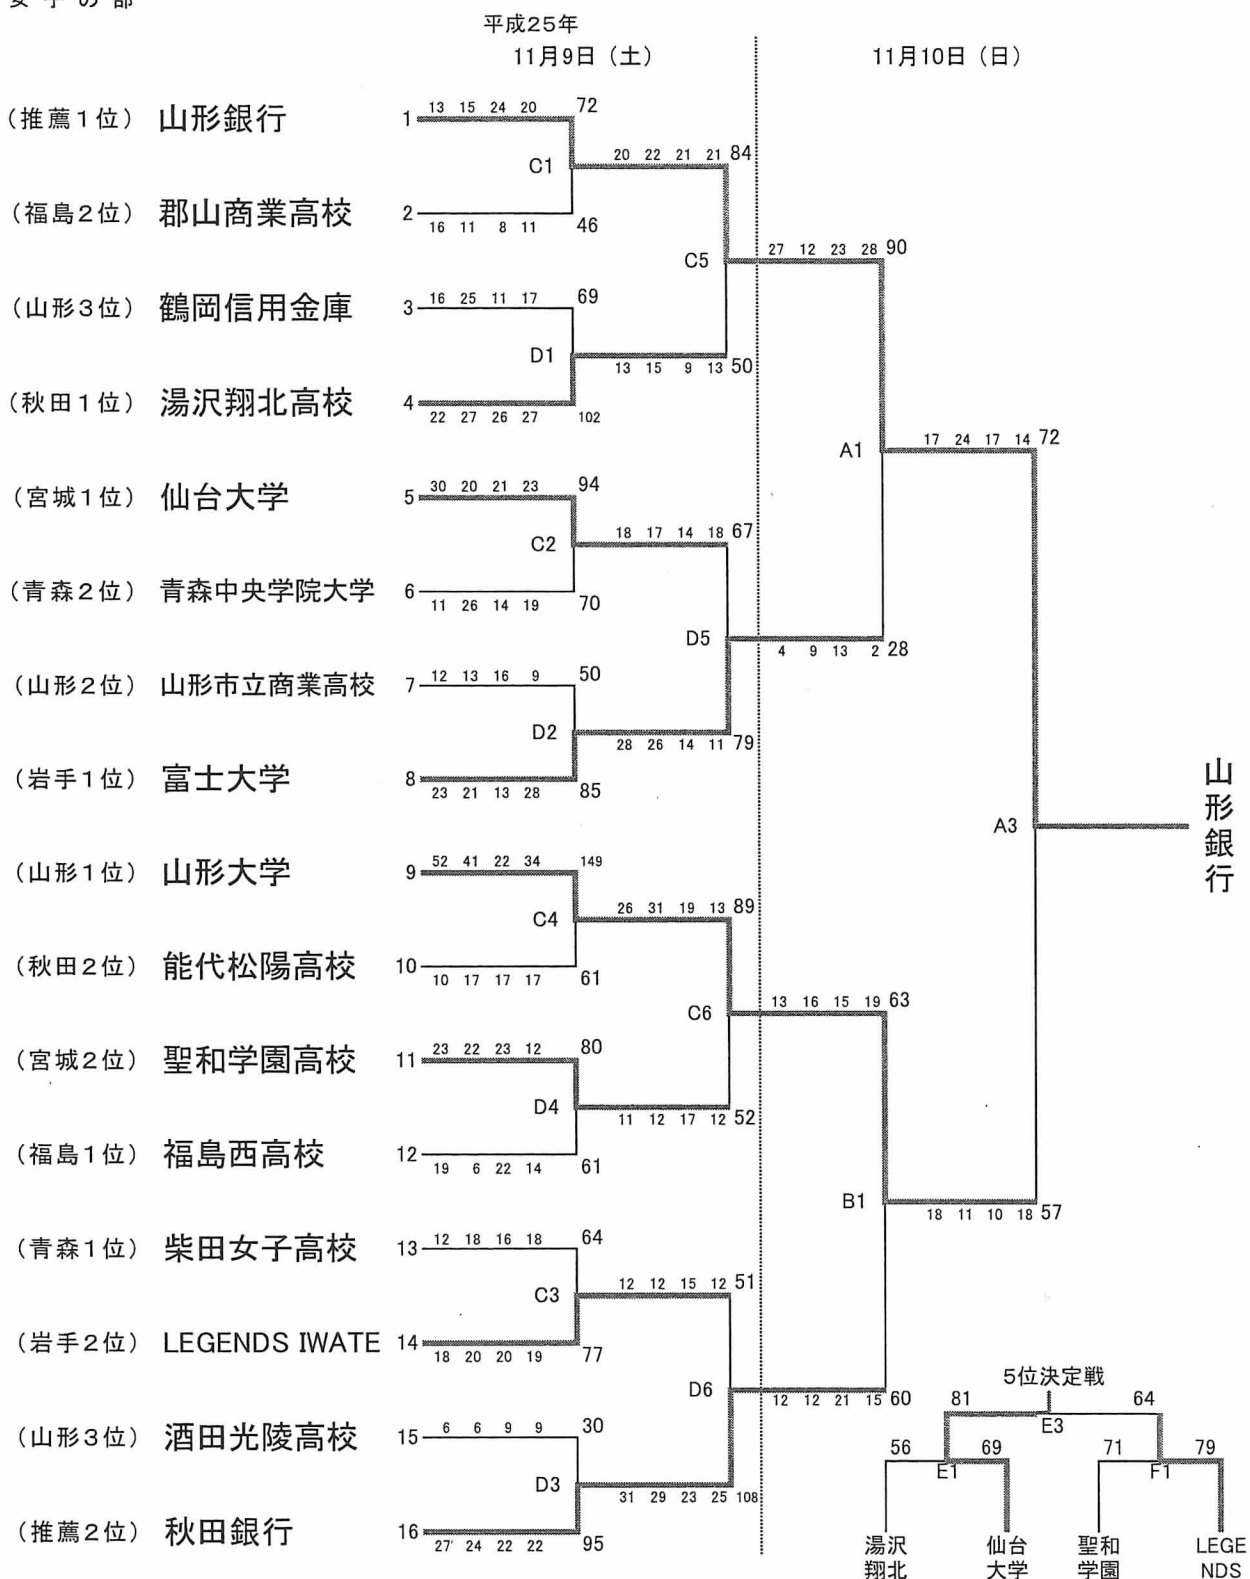 女 子 の 部
平成25年
11月9日（土） 11月10日（日）
（推薦1位） 山形銀行 1 13 15 24 20 72
C1 20 22 21 21 84
（福島2位） 郡山商業高校 2 16 11 8 11 46
C5 27 12 23 28 90
（山形3位） 鶴岡信用金庫 3 16 25 11 17 69
D1 13 15 9 13 50
（秋田1位） 湯沢翔北高校 4 22 27 26 27 102
A1 17 24 17 14 72
（宮城1位） 仙台大学 5 30 20 21 23 94
C2 18 17 14 18 67
（青森2位） 青森中央学院大学 6 11 26 14 19 70
D5 4 9 13 2 28
（山形2位） 山形市立商業高校 7 12 13 16 9 50
D2 28 26 14 11 79
（岩手1位） 富士大学 8 23 21 13 28 85
A3 山形銀行
（山形1位） 山形大学 9 52 41 22 34 149
C4 26 31 19 13 89
（秋田2位） 能代松陽高校 10 10 17 17 17 61
C6 13 16 15 19 63
（宮城2位） 聖和学園高校 11 23 22 23 12 80
D4 11 12 17 12 52
（福島1位） 福島西高校 12 19 6 22 14 61
B1 18 11 10 18 57
（青森1位） 柴田女子高校 13 12 18 16 18 64
C3 12 12 15 12 51
（岩手2位） LEGENDS IWATE 14 18 20 20 19 77
D6 12 12 21 15 60
（山形3位） 酒田光陵高校 15 6 6 9 9 30
D3 31 29 23 25 108
（推薦2位） 秋田銀行 16 27 24 22 22 95
5位決定戦
81 E3 64
56 E1 69 71 F1 79
湯沢 仙台 聖和 LEGE
翔北 大学 学園 NDS